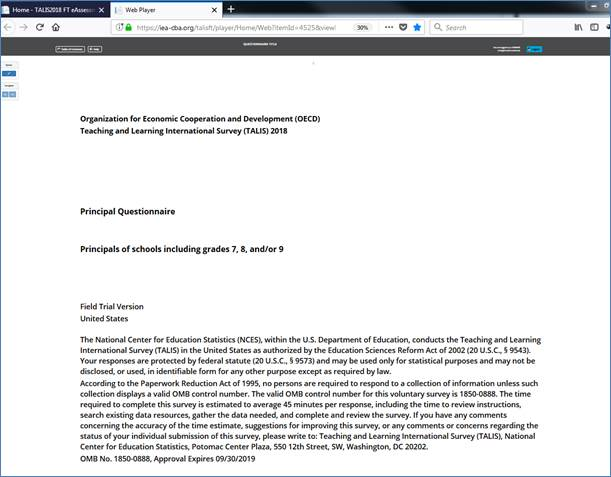 Home - TALIS2018 FT eAssess
Web Player
https://iea-cba.org/talisft/player/Home/WebTitemId=4525&view!
30%
Search
QUESTIONNAIRE TITLE
Organization for Economic Cooperation and Development (OECD)
Teaching and Learning International Survey (TALIS) 2018
Principal Questionnaire
Principals of schools including grades 7, 8, and/or 9
Field Trial Version
United States
The National Center for Education Statistics (NCES), within the U.S. Department of Education, conducts the Teaching and Learning
International Survey (TALIS) in the United States as authorized by the Education Sciences Reform Act of 2002 (20 U.S.C., § 9543).
Your responses are protected by federal statute (20 U.S.C., § 9573) and may be used only for statistical purposes and may not be
disclosed, or used, in identifiable form for any other purpose except as required by law.
According to the Paperwork Reduction Act of 1995, no persons are required to respond to a collection of information unless such
collection displays a valid OMB control number. The valid OMB control number for this voluntary survey is 1850-0888. The time
required to complete this survey is estimated to average 45 minutes per response, including the time to review instructions,
search existing data resources, gather the data needed, and complete and review the survey. If you have any comments
concerning the accuracy of the time estimate, suggestions for improving this survey, or any comments or concerns regarding the
status of your individual submission of this survey, please write to: Teaching and Learning International Survey (TALIS), National
Center for Education Statistics, Potomac Center Plaza, 550 12th Street, SW, Washington, DC 20202.
OMB No. 1850-0888, Approval Expires 09/30/2019